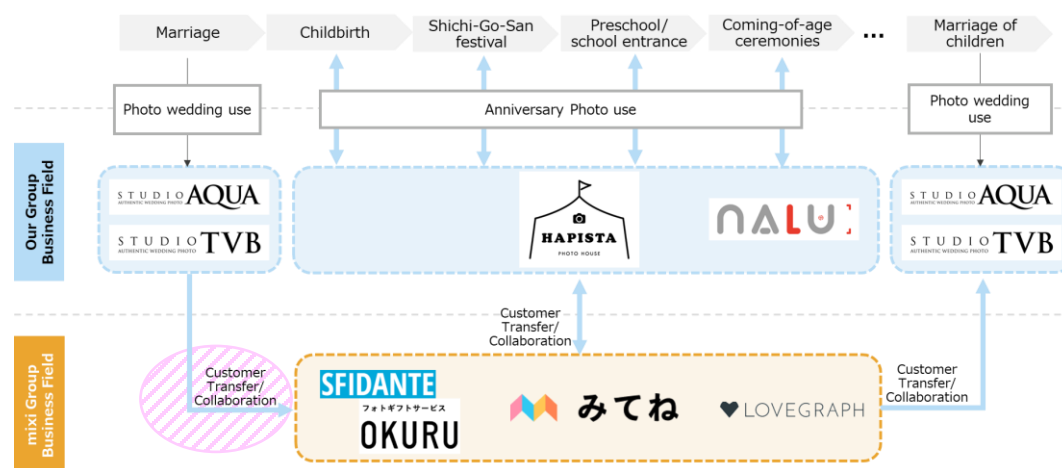 Marriage
Childbirth
Shichi-Go-San
festival
Preschool/
school entrance
Coming-of-age
ceremonies
...
Marriage of
children
Photo wedding use
Anniversary Photo use
Photo wedding
use
Our Group
Business Field
STUDIO AQUA
AUTHENTIC WEDDING PHOTO
STUDIO TVB
AUTHENTIC WEDDING PHOTO
HAPISTA
PHOTO HOUSE
NALU
STUDIO AQUA
AUTHENTIC WEDDING PHOTO
STUDIO TVB
AUTHENTIC WEDDING PHOTO
Customer
Transfer/
Collaboration
mixi Group
Business Field
Customer
Transfer/
Collaboration
SFIDANTE
フォトギフトサービス
OKURU
みてね
LOVEGRAPH
Customer
Transfer/
Collaboration